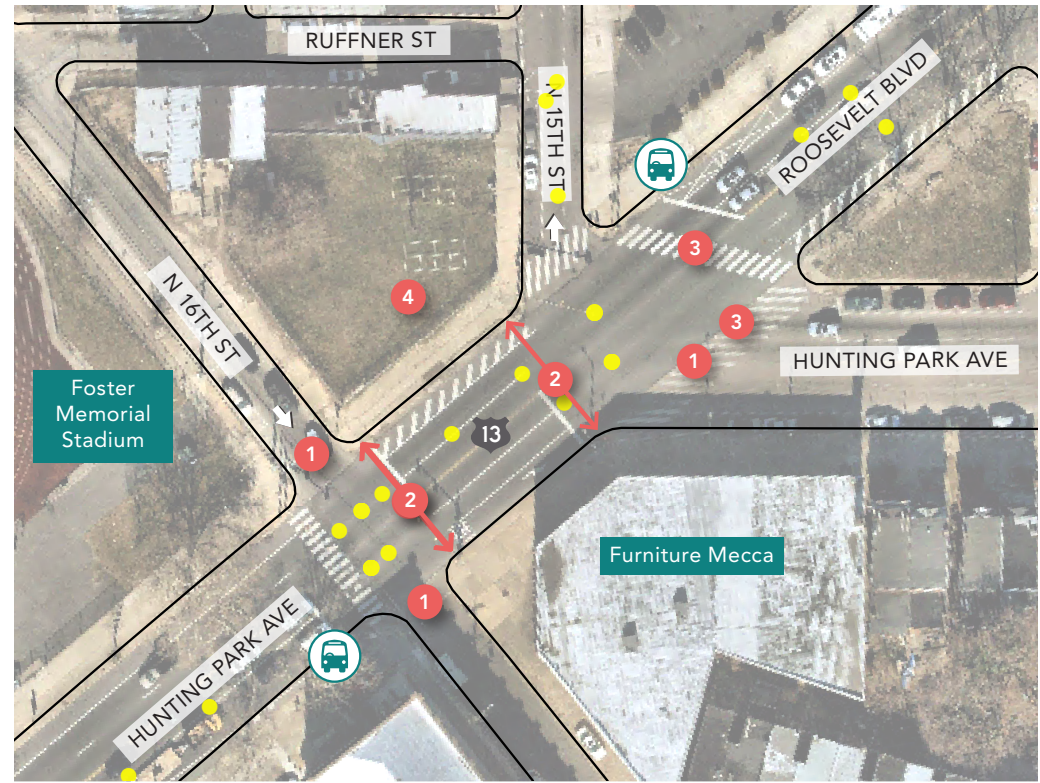 RUFFNER ST
N 15TH ST
ROOSEVELT BLVD
3
N 16TH ST
4
3
1
HUNTING PARK AVE
2
Foster
Memorial
Stadium
13
1
2
Furniture Mecca
1
HUNTING PARK AVE